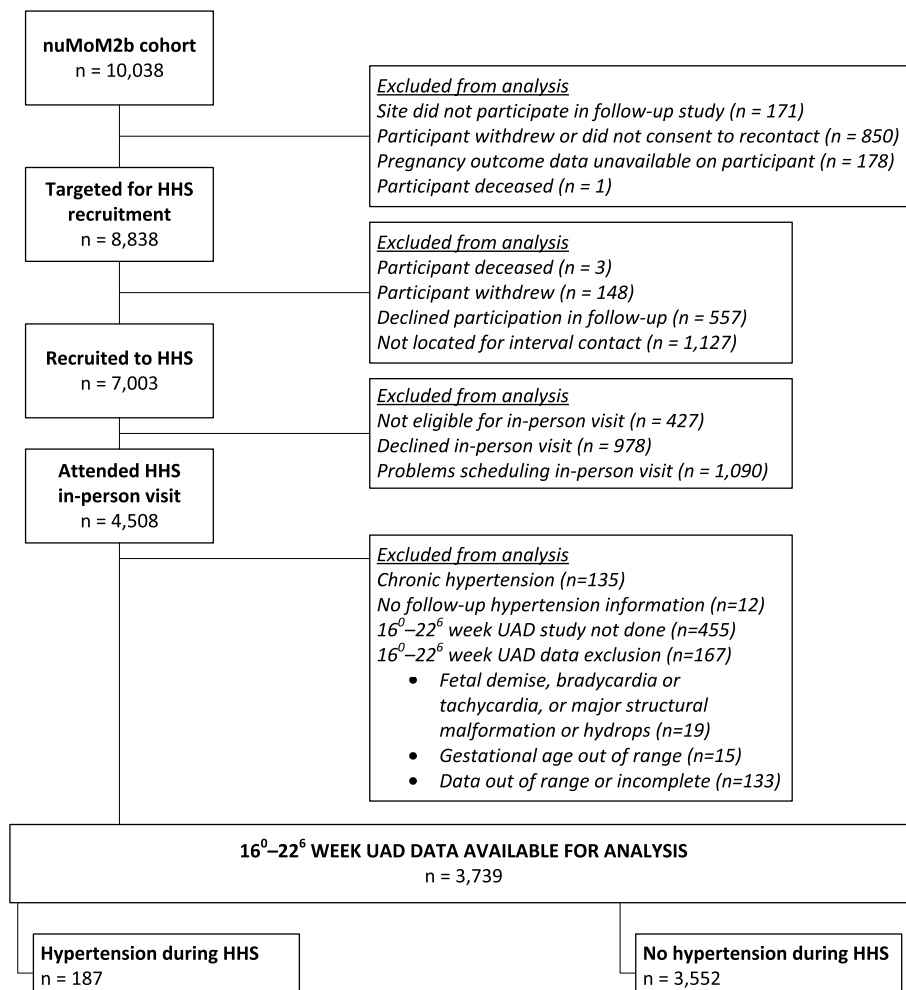 nuMoM2b cohort
n = 10,038
Excluded from analysis
Site did not participate in follow-up study (n = 171)
Participant withdrew or did not consent to recontact (n = 850)
Pregnancy outcome data unavailable on participant (n = 178)
Participant deceased (n = 1)
Targeted for HHS
recruitment
n = 8,838
Excluded from analysis
Participant deceased (n = 3)
Participant withdrew (n = 148)
Declined participation in follow-up (n = 557)
Not located for interval contact (n = 1,127)
Recruited to HHS
n = 7,003
Excluded from analysis
Not eligible for in-person visit (n = 427)
Declined in-person visit (n = 978)
Problems scheduling in-person visit (n = 1,090)
Attended HHS
in-person visit
n = 4,508
Excluded from analysis
Chronic hypertension (n=135)
No follow-up hypertension information (n=12)
16⁰–22⁶ week UAD study not done (n=455)
16⁰–22⁶ week UAD data exclusion (n=167)
• Fetal demise, bradycardia or
tachycardia, or major structural
malformation or hydrops (n=19)
• Gestational age out of range (n=15)
• Data out of range or incomplete (n=133)
16⁰–22⁶ WEEK UAD DATA AVAILABLE FOR ANALYSIS
n = 3,739
Hypertension during HHS
n = 187
No hypertension during HHS
n = 3,552